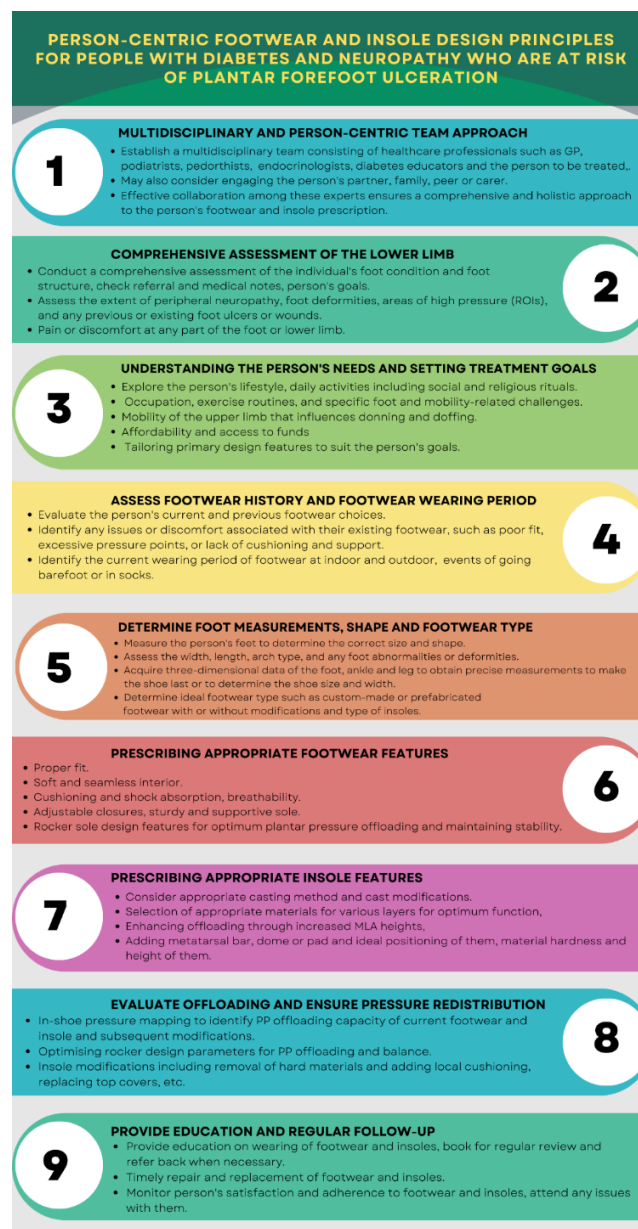 PERSON-CENTRIC FOOTWEAR AND INSOLE DESIGN PRINCIPLES
FOR PEOPLE WITH DIABETES AND NEUROPATHY WHO ARE AT RISK
OF PLANTAR FOREFOOT ULCERATION
1
MULTIDISCIPLINARY AND PERSON-CENTRIC TEAM APPROACH
• Establish a multidisciplinary team consisting of healthcare professionals such as GP,
podiatrists, pedorthists, endocrinologists, diabetes educators and the person to be treated,.
• May also consider engaging the person's partner, family, peer or carer.
• Effective collaboration among these experts ensures a comprehensive and holistic approach
to the person's footwear and insole prescription.
COMPREHENSIVE ASSESSMENT OF THE LOWER LIMB
• Conduct a comprehensive assessment of the individual's foot condition and foot
structure, check referral and medical notes, person's goals.
• Assess the extent of peripheral neuropathy, foot deformities, areas of high pressure (ROIs),
and any previous or existing foot ulcers or wounds.
• Pain or discomfort at any part of the foot or lower limb.
2
UNDERSTANDING THE PERSON'S NEEDS AND SETTING TREATMENT GOALS
3
• Explore the person's lifestyle, daily activities including social and religious rituals.
• Occupation, exercise routines, and specific foot and mobility-related challenges.
• Mobility of the upper limb that influences donning and doffing.
• Affordability and access to funds
• Tailoring primary design features to suit the person's goals.
ASSESS FOOTWEAR HISTORY AND FOOTWEAR WEARING PERIOD
• Evaluate the person's current and previous footwear choices.
• Identify any issues or discomfort associated with their existing footwear, such as poor fit,
excessive pressure points, or lack of cushioning and support.
• Identify the current wearing period of footwear at indoor and outdoor, events of going
barefoot or in socks.
4
DETERMINE FOOT MEASUREMENTS, SHAPE AND FOOTWEAR TYPE
5
• Measure the person's feet to determine the correct size and shape.
• Assess the width, length, arch type, and any foot abnormalities or deformities.
• Acquire three-dimensional data of the foot, ankle and leg to obtain precise measurements to make
the shoe last or to determine the shoe size and width.
• Determine ideal footwear type such as custom-made or prefabricated
footwear with or without modifications and type of insoles.
PRESCRIBING APPROPRIATE FOOTWEAR FEATURES
• Proper fit.
• Soft and seamless interior.
• Cushioning and shock absorption, breathability.
• Adjustable closures, sturdy and supportive sole.
• Rocker sole design features for optimum plantar pressure offloading and maintaining stability.
6
PRESCRIBING APPROPRIATE INSOLE FEATURES
7
• Consider appropriate casting method and cast modifications.
• Selection of appropriate materials for various layers for optimum function,
• Enhancing offloading through increased MLA heights,
• Adding metatarsal bar, dome or pad and ideal positioning of them, material hardness and
height of them.
EVALUATE OFFLOADING AND ENSURE PRESSURE REDISTRIBUTION
• In-shoe pressure mapping to identify PP offloading capacity of current footwear and
insole and subsequent modifications.
• Optimising rocker design parameters for PP offloading and balance.
• Insole modifications including removal of hard materials and adding local cushioning,
replacing top covers, etc.
8
PROVIDE EDUCATION AND REGULAR FOLLOW-UP
9
• Provide education on wearing of footwear and insoles, book for regular review and
refer back when necessary.
• Timely repair and replacement of footwear and insoles.
• Monitor person's satisfaction and adherence to footwear and insoles, attend any issues
with them.